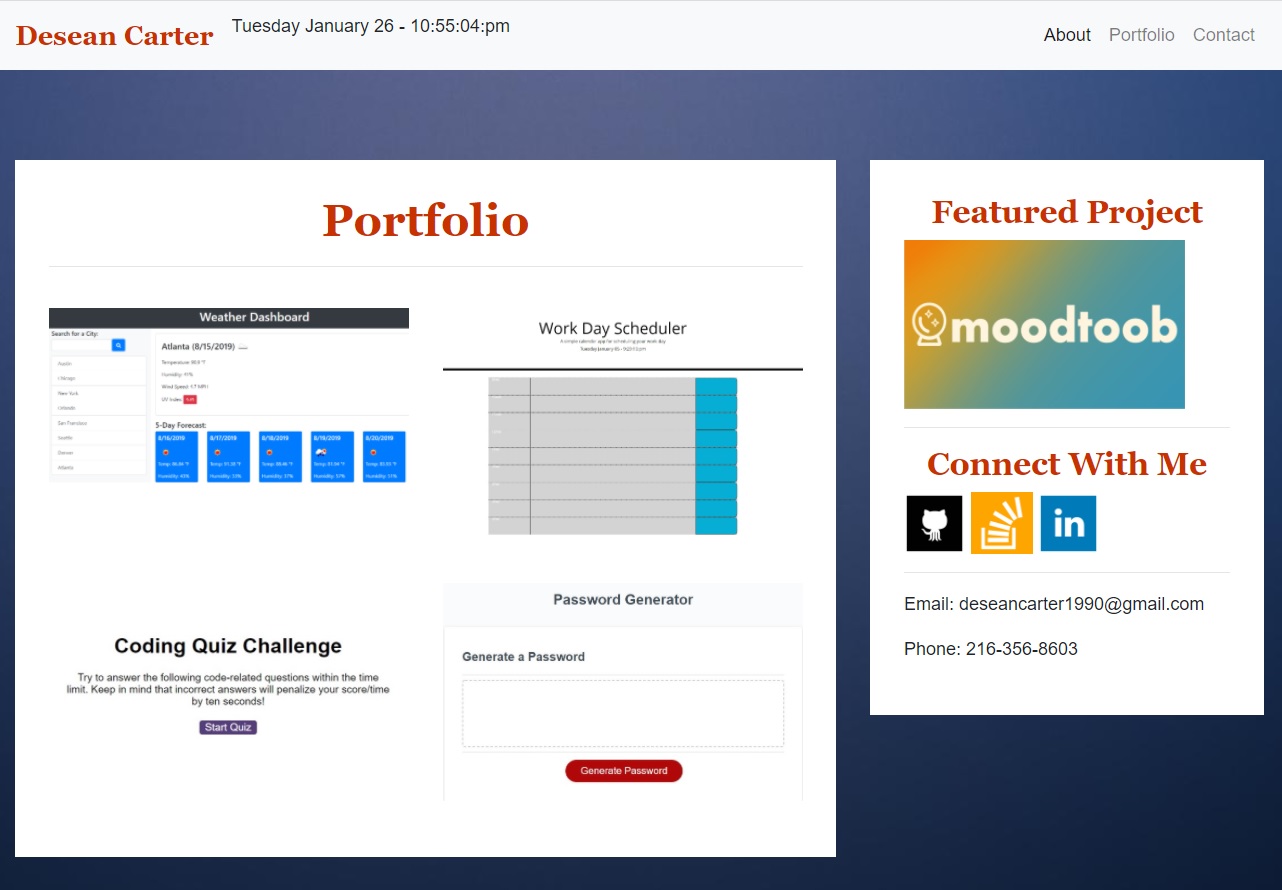 Desean Carter
Tuesday January 26 - 10:55:04:pm
About Portfolio Contact
Portfolio
Weather Dashboard
Search for a City:
Atlanta (8/15/2019)
Temperature: 90.9 °F
Humidity: 41%
Wind Speed: 4.7 MPH
UV Index:
Austin
Chicago
New York
Orlando
San Francisco
Seattle
Denver
Atlanta
5-Day Forecast:
8/16/2019 8/17/2019 8/18/2019 8/19/2019 8/20/2019
Humidity: 43%
Work Day Scheduler
A simple calendar app for scheduling your work day
Coding Quiz Challenge
Try to answer the following code-related questions within the time
limit. Keep in mind that incorrect answers will penalize your score/time
by ten seconds!
Start Quiz
Password Generator
Generate a Password
Generate Password
Featured Project
moodtoob
Connect With Me
in
Email: deseancarter1990@gmail.com
Phone: 216-356-8603